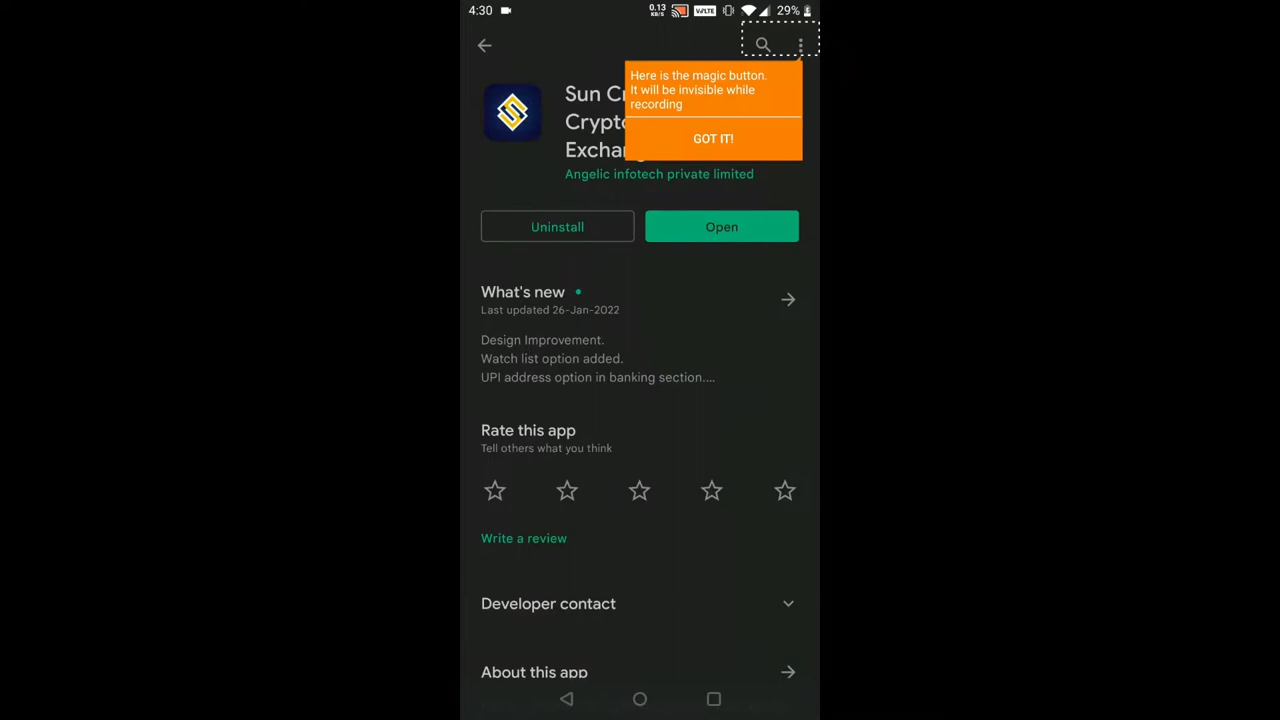 4:30
0.13
KB/S
VoLTE
29%
Here is the magic button.
It will be invisible while
recording
GOT IT!
Sun C
Crypto
Exchan
Angelic infotech private limited
Uninstall
Open
What's new
Last updated 26-Jan-2022
Design Improvement.
Watch list option added.
UPI address option in banking section....
Rate this app
Tell others what you think
Write a review
Developer contact
About this app